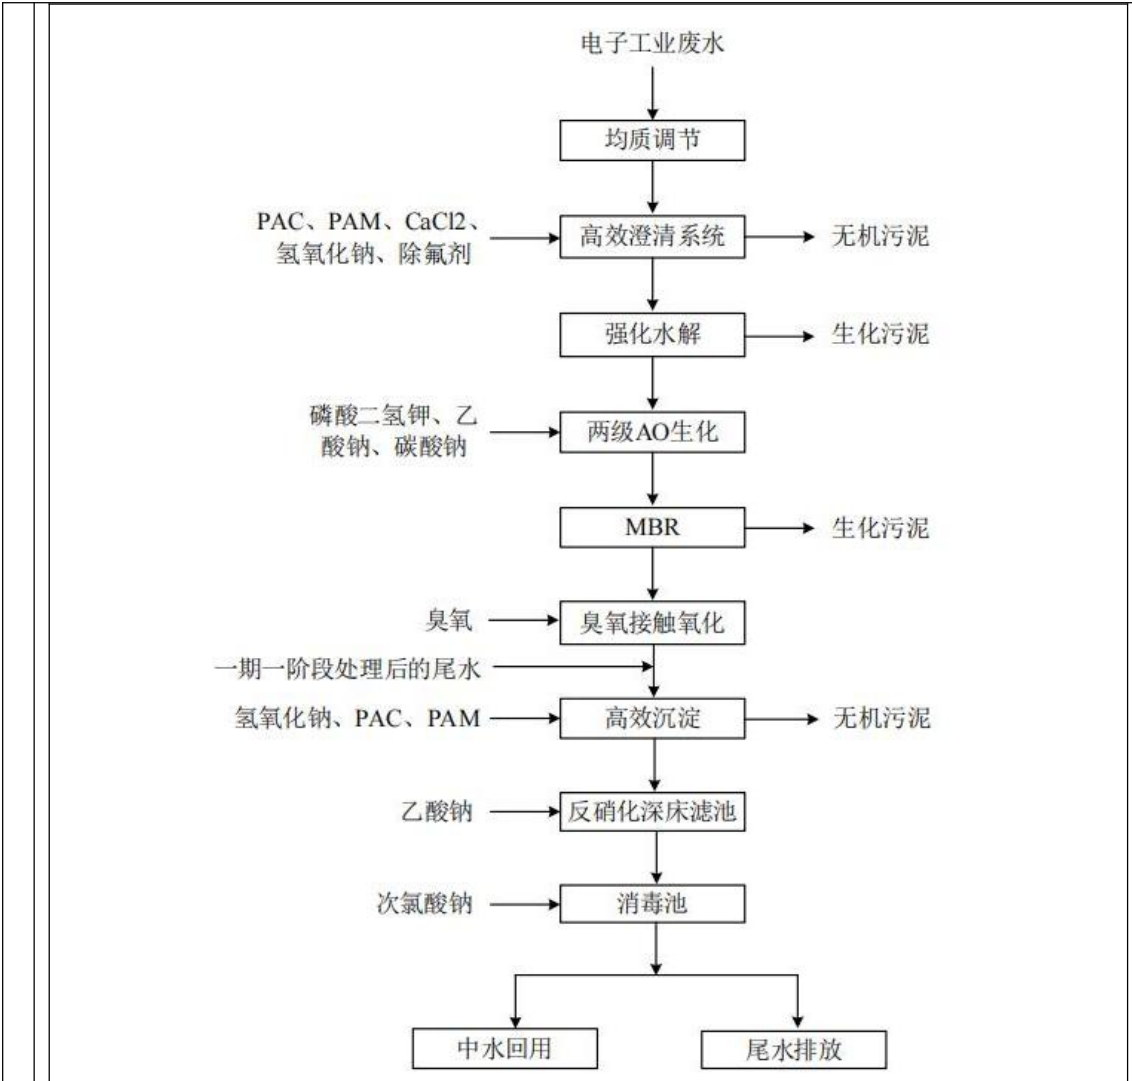 电子工业废水
均质调节
PAC、PAM、CaCl2、
氢氧化钠、除氟剂
高效澄清系统
无机污泥
强化水解
生化污泥
磷酸二氢钾、乙
酸钠、碳酸钠
两级AO生化
MBR
生化污泥
臭氧
臭氧接触氧化
一期一阶段处理后的尾水
氢氧化钠、PAC、PAM
高效沉淀
无机污泥
乙酸钠
反硝化深床滤池
次氯酸钠
消毒池
中水回用
尾水排放